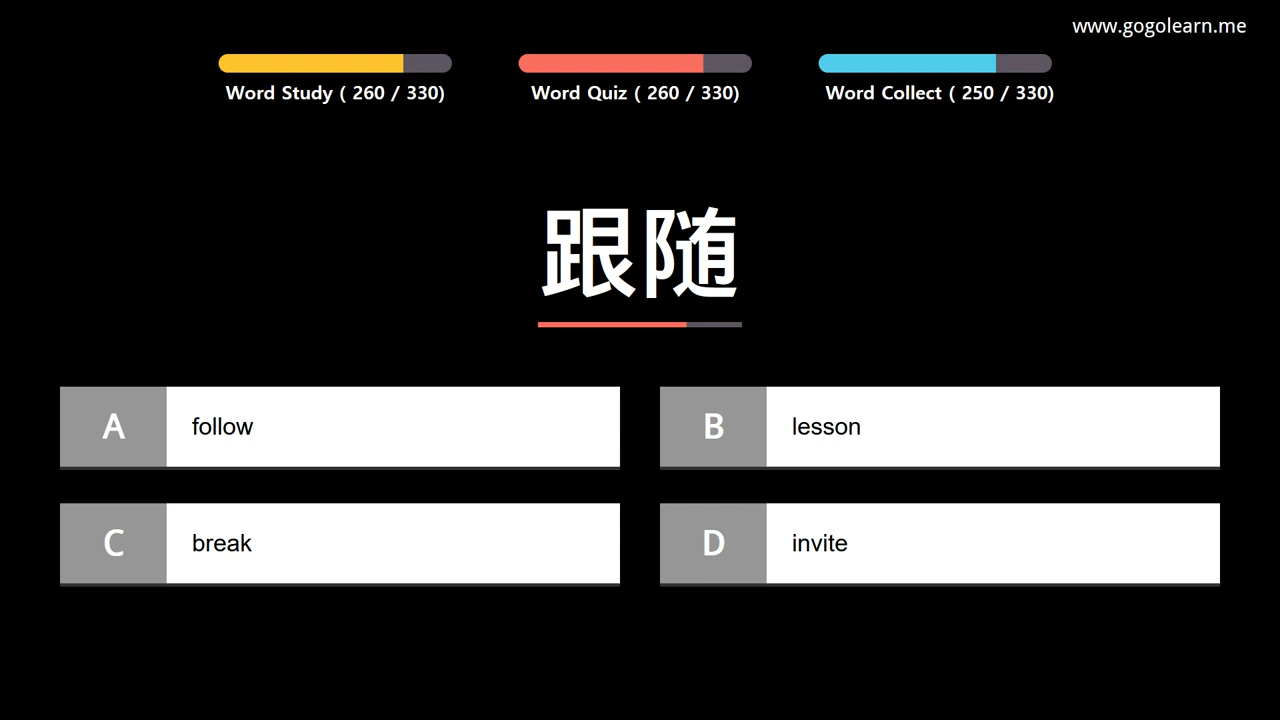 www.gogolearn.me
Word Study ( 260 / 330)
Word Quiz ( 260 / 330)
Word Collect ( 250 / 330)
跟随
A follow
B lesson
C break
D invite